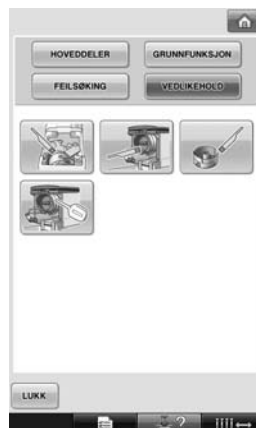 HOVEDDELER
GRUNNFUNKSJON
FEILSØKING
VEDLIKEHOLD
LUKK
?